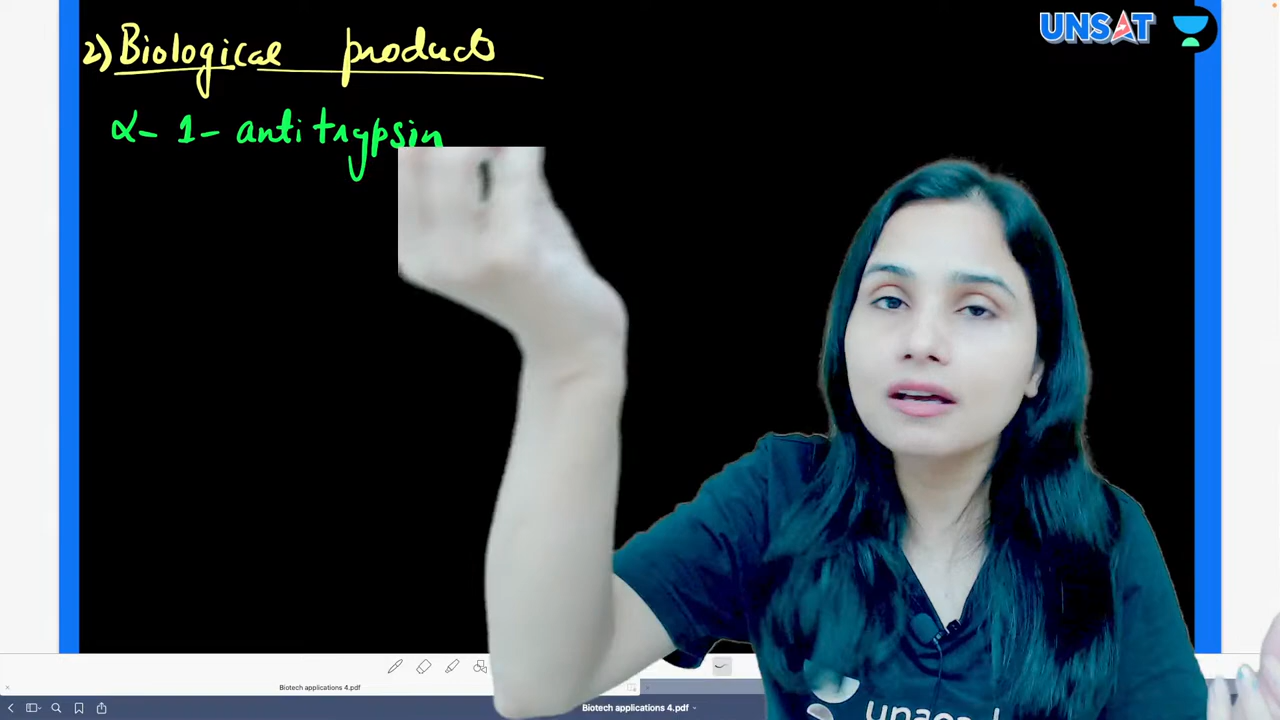 UNSAT
2) Biological products
α- 1- antitrypsin
Biotech applications 4.pdf
Biotech applications 4.pdf